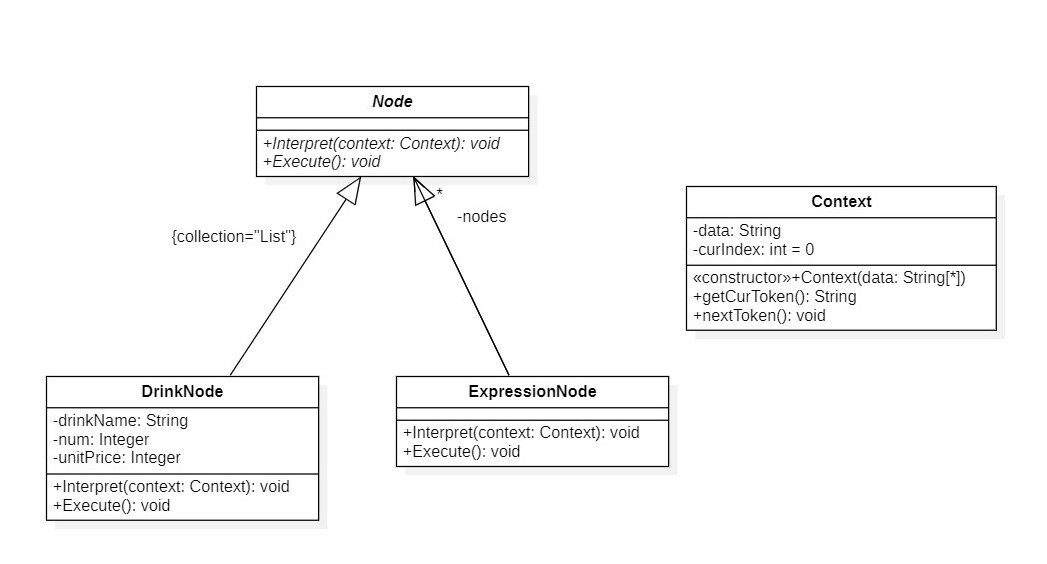 Node
+Interpret(context: Context): void
+Execute(): void
*
-nodes
{collection="List"}
Context
-data: String
-curIndex: int = 0
«constructor»+Context(data: String[*])
+getCurToken(): String
+nextToken(): void
DrinkNode
-drinkName: String
-num: Integer
-unitPrice: Integer
+Interpret(context: Context): void
+Execute(): void
ExpressionNode
+Interpret(context: Context): void
+Execute(): void